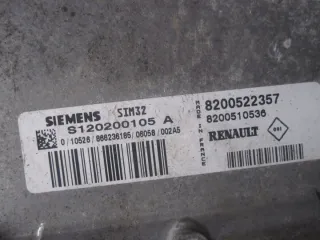 SIEMENS SIM32
S120200105 A
0/10526/866236185/06058/002A5
MADE IN FRANCE
8200522357
8200510536
RENAULT